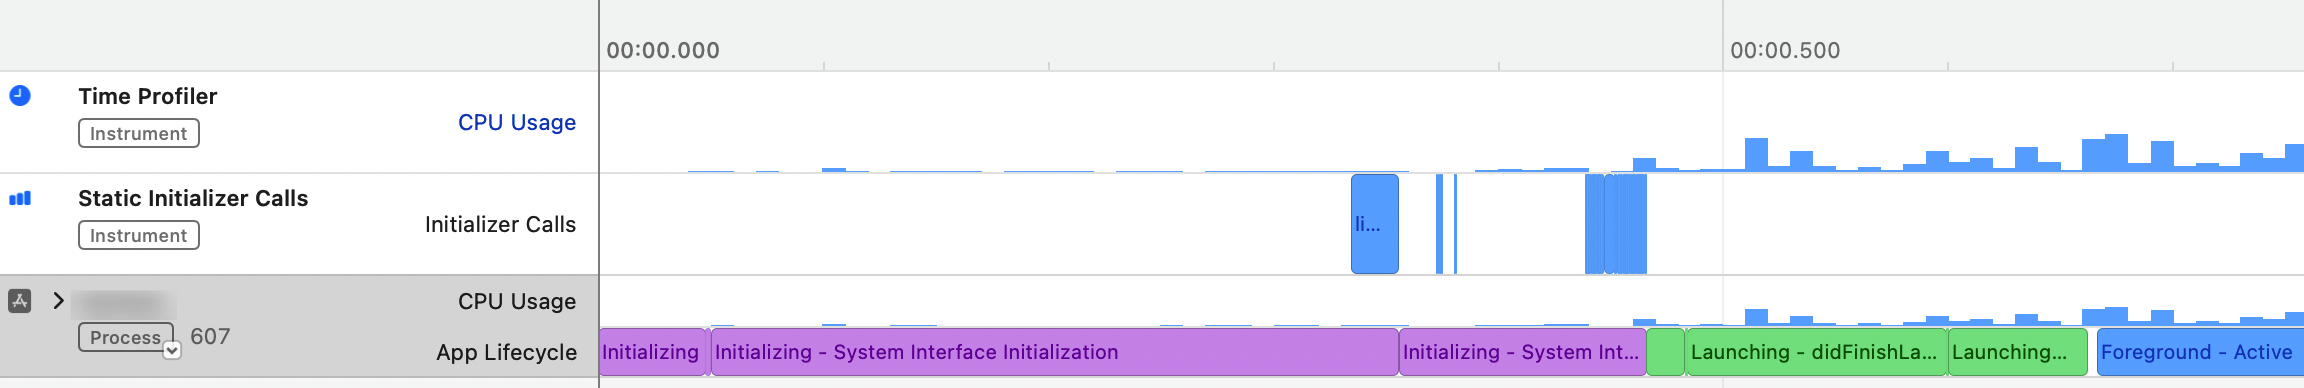 00:00.000
00:00.500
Time Profiler
Instrument
CPU Usage
Static Initializer Calls
Instrument
Initializer Calls
li...
CPU Usage
Process
607
App Lifecycle
Initializing
Initializing - System Interface Initialization
Initializing - System Int...
Launching - didFinishLa...
Launching...
Foreground - Active